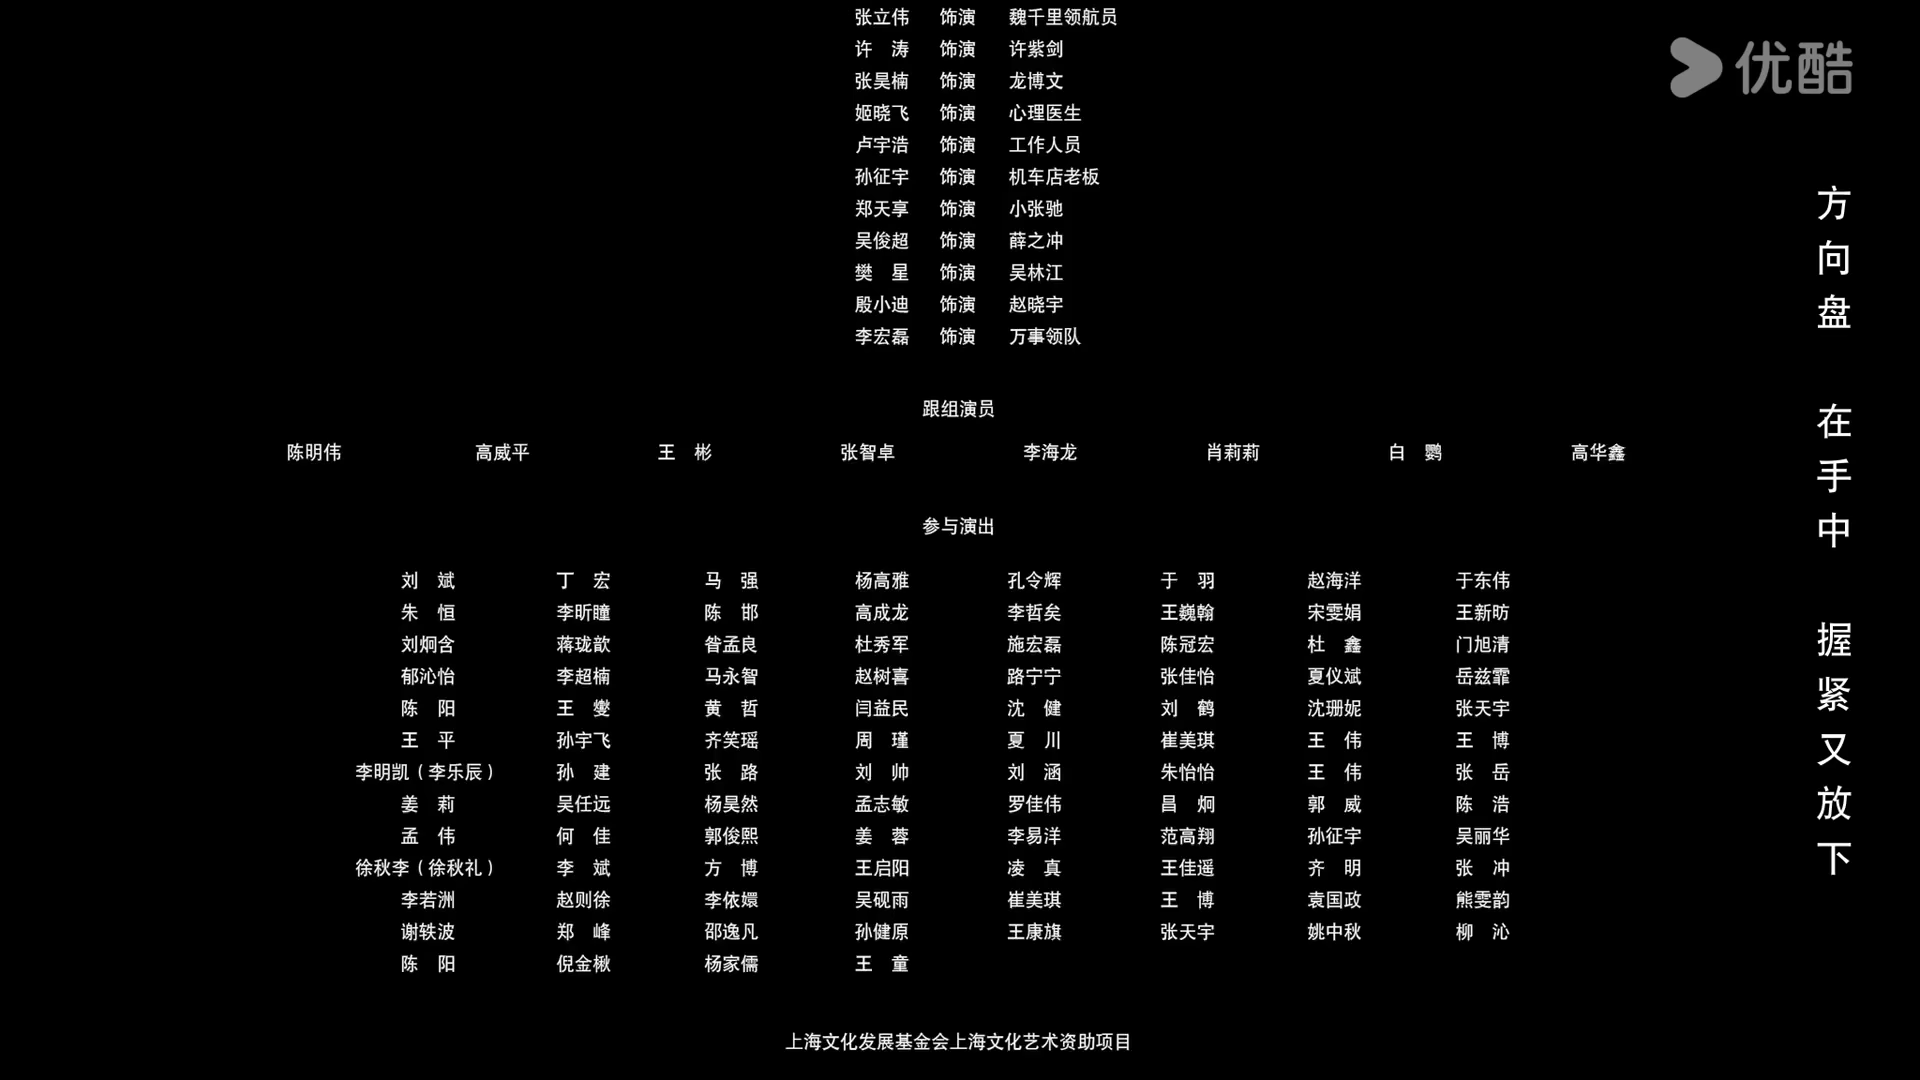 张立伟 饰演 魏千里领航员
许 涛 饰演 许紫剑
张昊楠 饰演 龙博文
姬晓飞 饰演 心理医生
卢宇浩 饰演 工作人员
孙征宇 饰演 机车店老板
郑天享 饰演 小张驰
吴俊超 饰演 薛之冲
樊 星 饰演 吴林江
殷小迪 饰演 赵晓宇
李宏磊 饰演 万事领队
跟组演员
陈明伟 高威平 王 彬 张智卓 李海龙 肖莉莉 白 鹦 高华鑫
参与演出
刘 斌 丁 宏 马 强 杨高雅 孔令辉 于 羽 赵海洋 于东伟
朱 恒 李昕瞳 陈 邯 高成龙 李哲矣 王巍翰 宋雯娟 王新昉
刘炯含 蒋珑歆 昝孟良 杜秀军 施宏磊 陈冠宏 杜 鑫 门旭清
郁沁怡 李超楠 马永智 赵树喜 路宁宁 张佳怡 夏仪斌 岳兹霏
陈 阳 王 燮 黄 哲 闫益民 沈 健 刘 鹤 沈珊妮 张天宇
王 平 孙宇飞 齐笑瑶 周 瑾 夏 川 崔美琪 王 伟 王 博
李明凯（李乐辰） 孙 建 张 路 刘 帅 刘 涵 朱怡怡 王 伟 张 岳
姜 莉 吴任远 杨昊然 孟志敏 罗佳伟 昌 炯 郭 威 陈 浩
孟 伟 何 佳 郭俊熙 姜 蓉 李易洋 范高翔 孙征宇 吴丽华
徐秋李（徐秋礼） 李 斌 方 博 王启阳 凌 真 王佳遥 齐 明 张 冲
李若洲 赵则徐 李依嬛 吴砚雨 崔美琪 王 博 袁国政 熊雯韵
谢轶波 郑 峰 邵逸凡 孙健原 王康旗 张天宇 姚中秋 柳 沁
陈 阳 倪金楸 杨家儒 王 童
上海文化发展基金会上海文化艺术资助项目
优酷
方向盘 在手中 握紧又放下